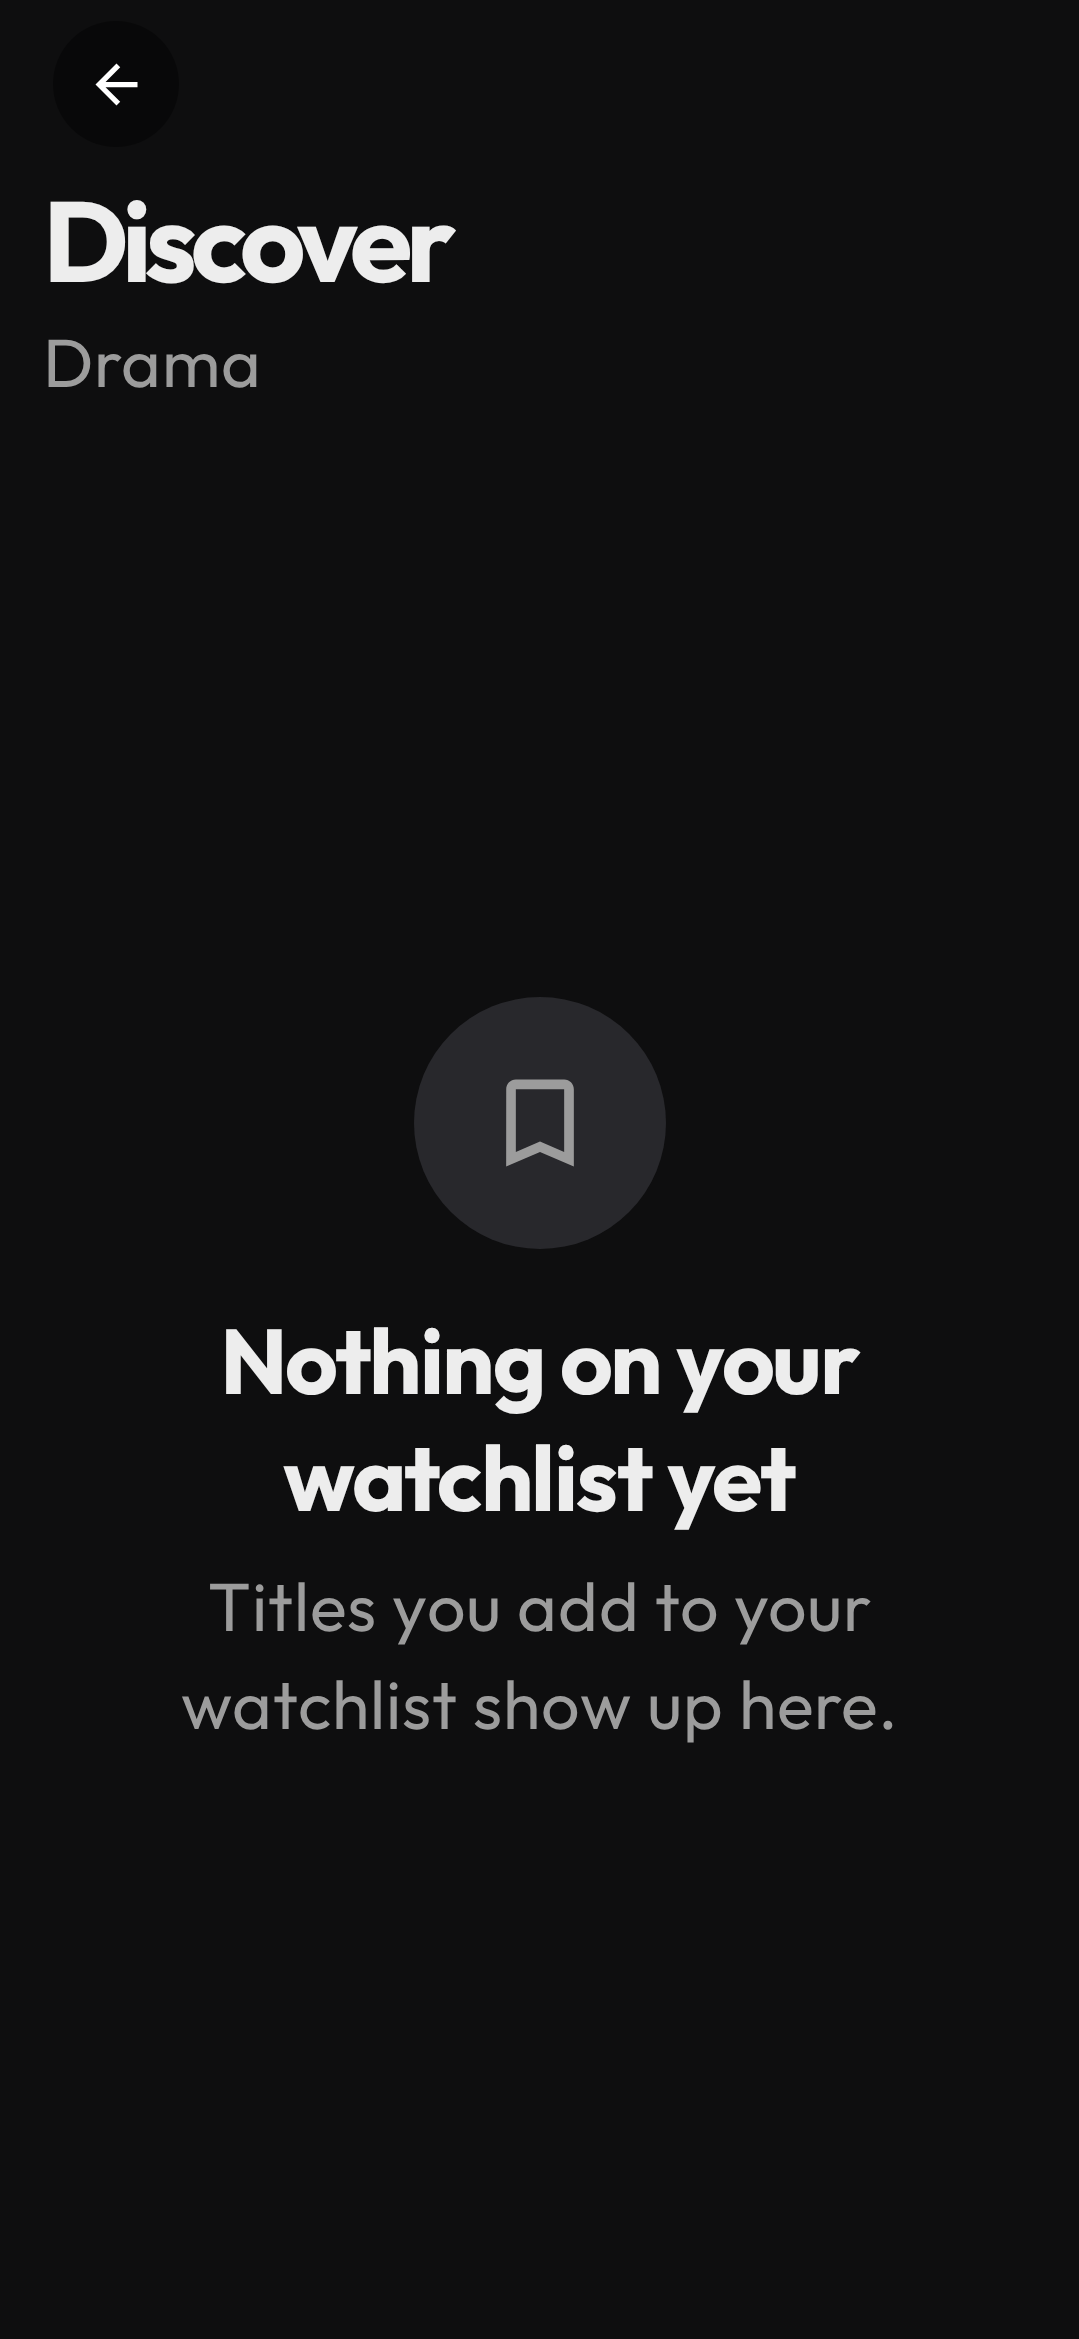 Discover
Drama
Nothing on your
watchlist yet
Titles you add to your
watchlist show up here.